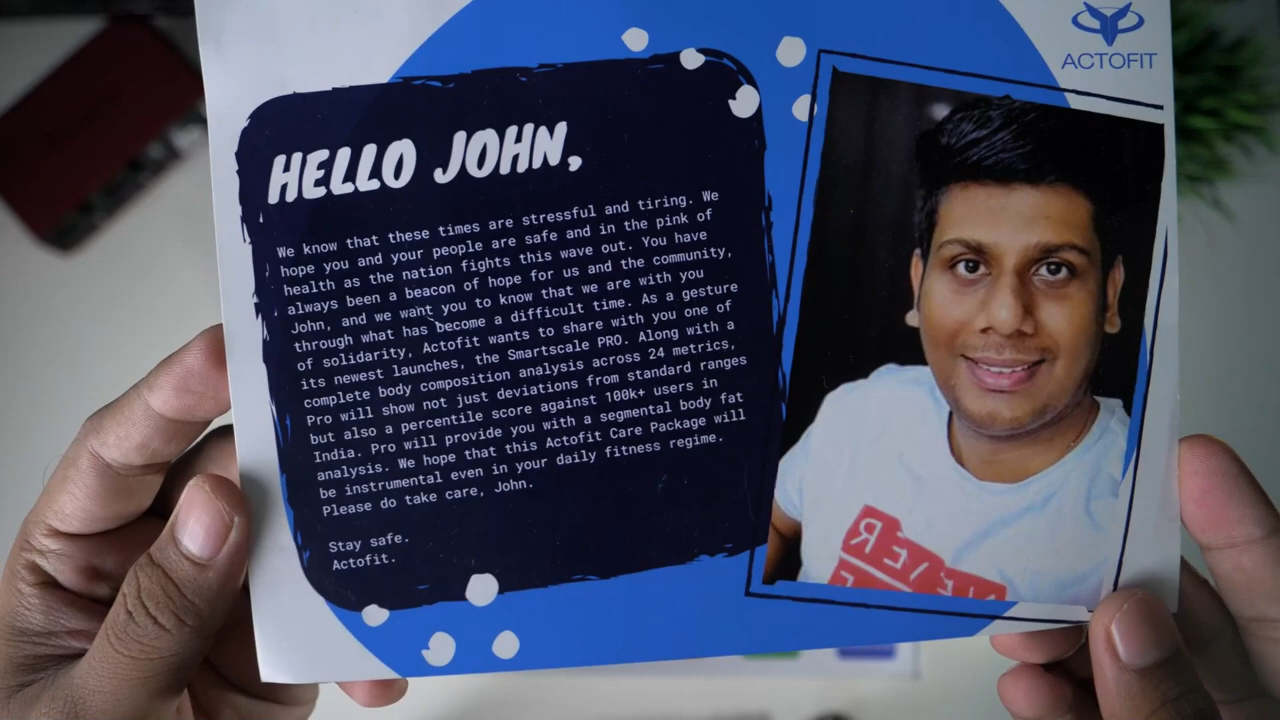 ACTOFIT
HELLO JOHN,
We know that these times are stressful and tiring. We
hope you and your people are safe and in the pink of
health as the nation fights this wave out. You have
always been a beacon of hope for us and the community,
John, and we want you to know that we are with you
through what has become a difficult time. As a gesture
of solidarity, Actofit wants to share with you one of
its newest launches, the Smartscale PRO. Along with a
complete body composition analysis across 24 metrics,
Pro will show not just deviations from standard ranges
but also a percentile score against 100k+ users in
India. Pro will provide you with a segmental body fat
analysis. We hope that this Actofit Care Package will
be instrumental even in your daily fitness regime.
Please do take care, John.
Stay safe.
Actofit.
NEVER